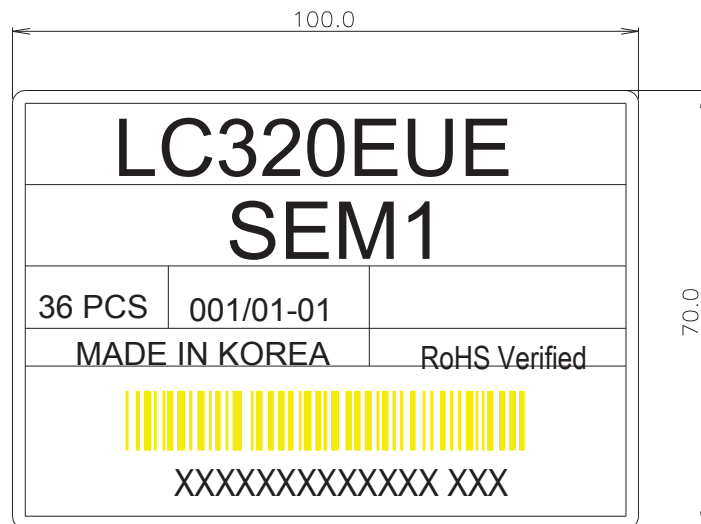 100.0
LC320EUE
SEM1
36 PCS 001/01-01
70.0
MADE IN KOREA RoHS Verified
XXXXXXXXXXXXX XXX